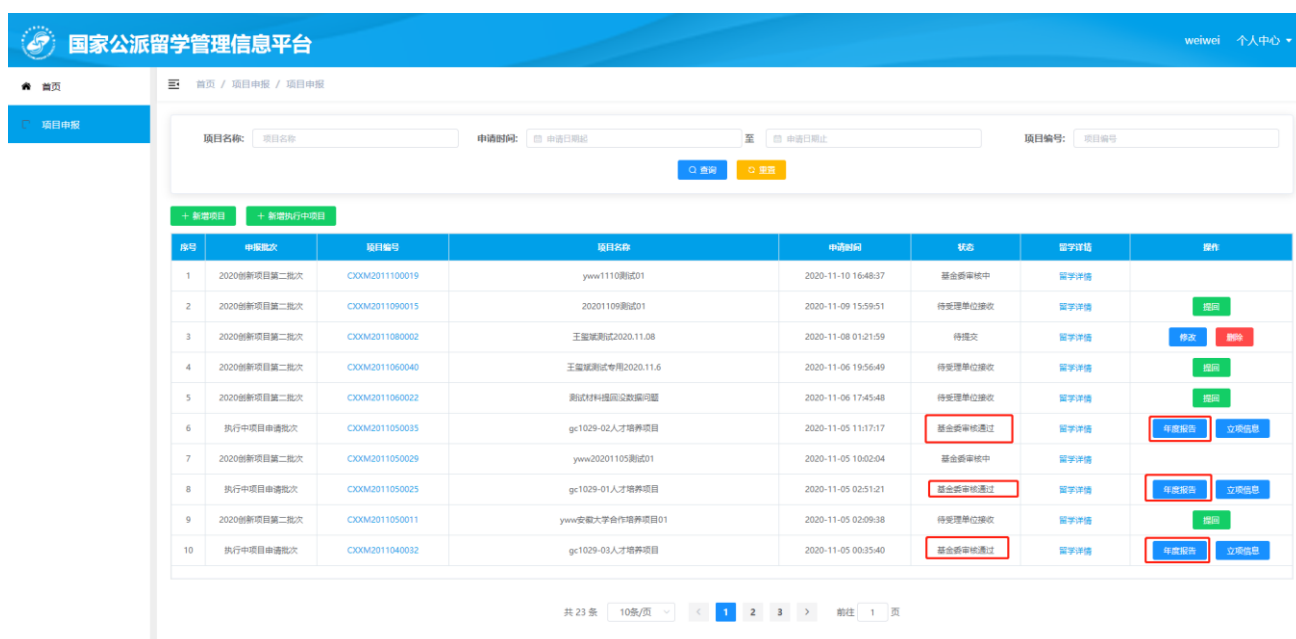 国家公派留学管理信息平台
weiwei 个人中心
首页
首页 / 项目申报 / 项目申报
项目申报
项目名称: 项目名称 申请时间: 申请日期起 至 申请日期止 项目编号: 项目编号
查询 重置
+ 新增项目 + 新增执行中项目
序号 申报批次 项目编号 项目名称 申请时间 状态 留学详情 操作
1 2020创新项目第二批次 CXXM2011100019 yww1110测试01 2020-11-10 16:48:37 基金委审核中 留学详情
2 2020创新项目第二批次 CXXM2011090015 20201109测试01 2020-11-09 15:59:51 待受理单位接收 留学详情 提回
3 2020创新项目第二批次 CXXM2011080002 王玺斌测试2020.11.08 2020-11-08 01:21:59 待提交 留学详情 修改 删除
4 2020创新项目第二批次 CXXM2011060040 王玺斌测试专用2020.11.6 2020-11-06 19:56:49 待受理单位接收 留学详情 提回
5 2020创新项目第二批次 CXXM2011060022 测试材料提回没数据问题 2020-11-06 17:45:48 待受理单位接收 留学详情 提回
6 执行中项目申请批次 CXXM2011050035 gc1029-02人才培养项目 2020-11-05 11:17:17 基金委审核通过 留学详情 年度报告 立项信息
7 2020创新项目第二批次 CXXM2011050029 yww20201105测试01 2020-11-05 10:02:04 基金委审核中 留学详情
8 执行中项目申请批次 CXXM2011050025 gc1029-01人才培养项目 2020-11-05 02:51:21 基金委审核通过 留学详情 年度报告 立项信息
9 2020创新项目第二批次 CXXM2011050011 yww安徽大学合作培养项目01 2020-11-05 02:09:38 待受理单位接收 留学详情 提回
10 执行中项目申请批次 CXXM2011040032 gc1029-03人才培养项目 2020-11-05 00:35:40 基金委审核通过 留学详情 年度报告 立项信息
共 23 条 10条/页 < 1 2 3 > 前往 1 页